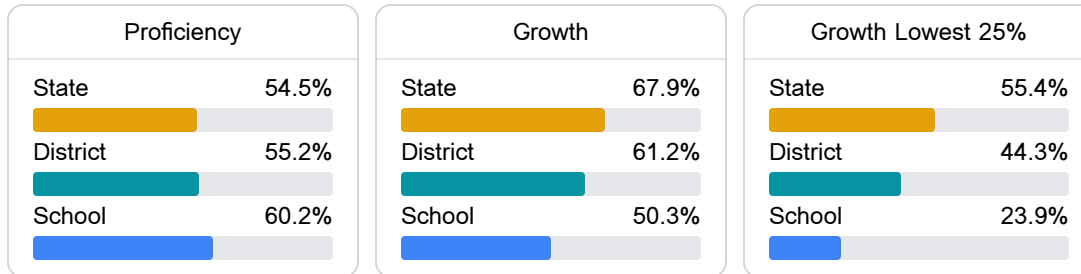 Proficiency
State 54.5%
District 55.2%
School 60.2%
Growth
State 67.9%
District 61.2%
School 50.3%
Growth Lowest 25%
State 55.4%
District 44.3%
School 23.9%